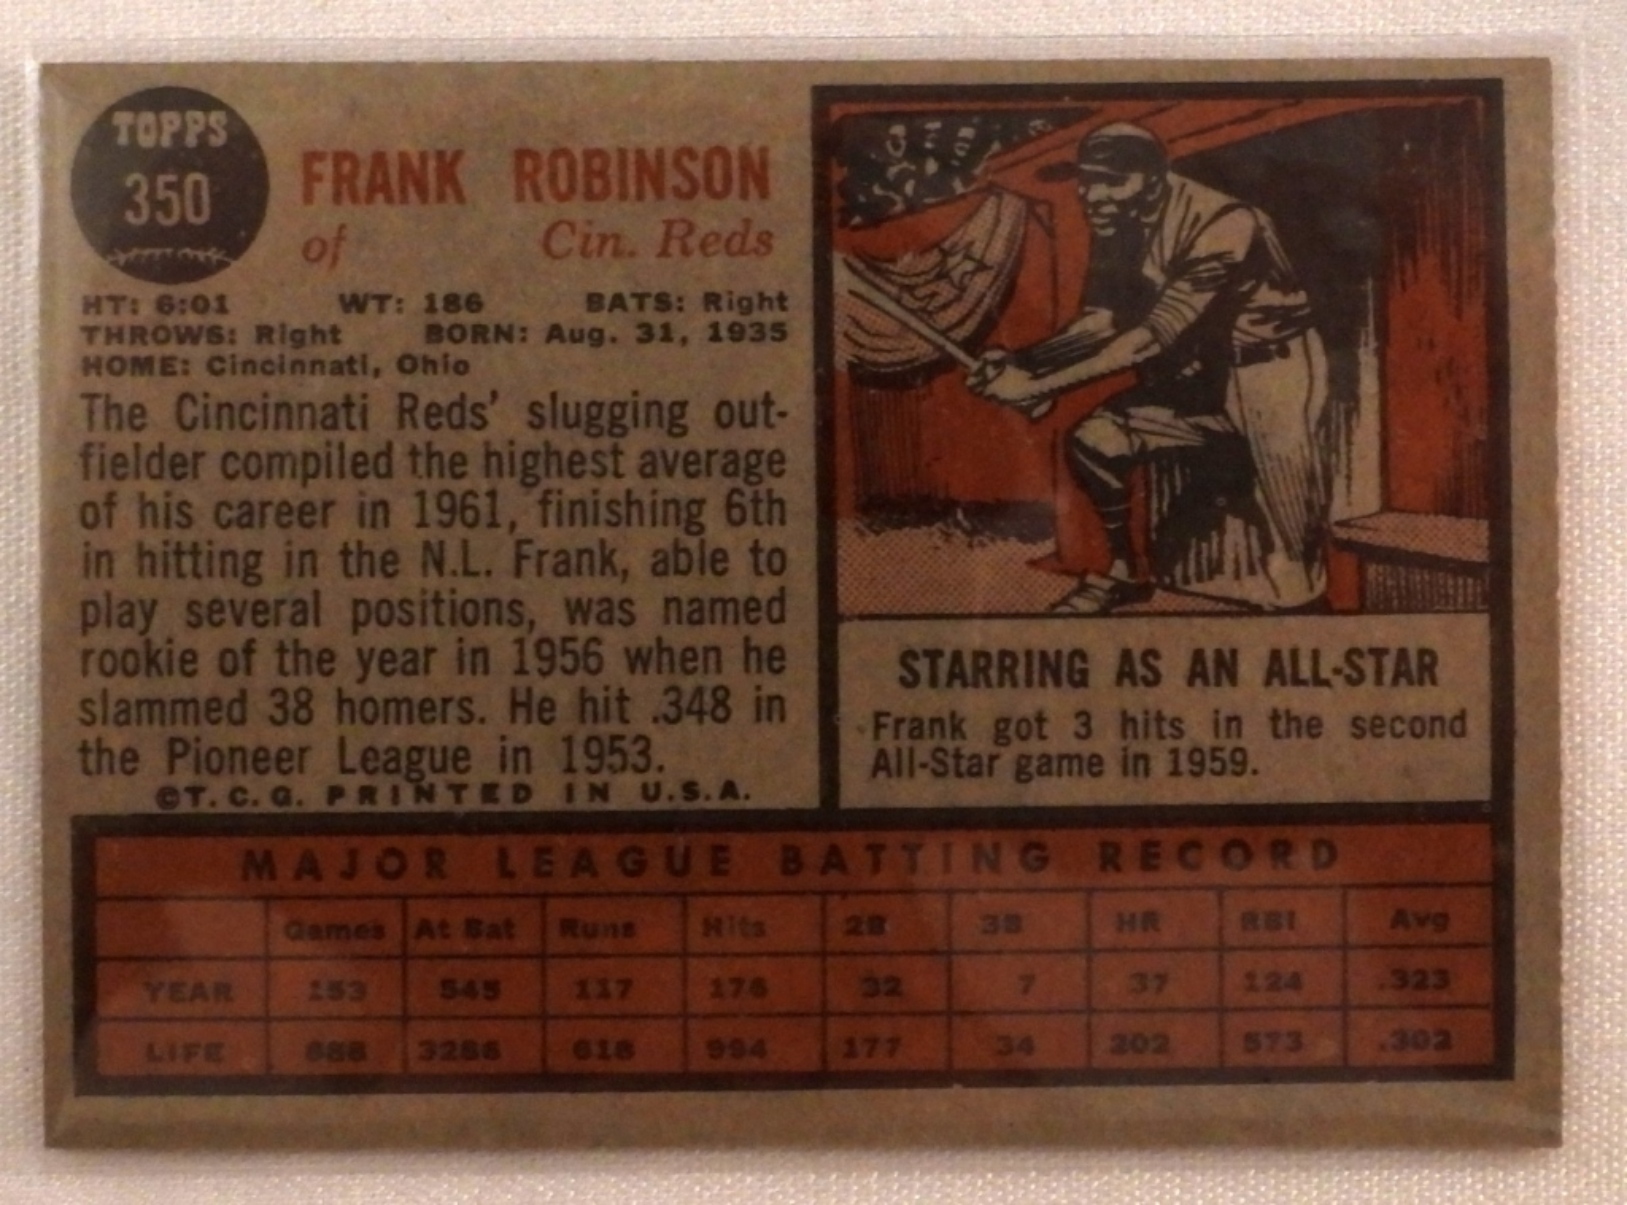 TOPPS
350
FRANK ROBINSON
of Cin. Reds
HT: 6:01 WT: 186 BATS: Right
THROWS: Right BORN: Aug. 31, 1935
HOME: Cincinnati, Ohio
The Cincinnati Reds' slugging out-
fielder compiled the highest average
of his career in 1961, finishing 6th
in hitting in the N.L. Frank, able to
play several positions, was named
rookie of the year in 1956 when he
slammed 38 homers. He hit .348 in
the Pioneer League in 1953.
©T.C.G. PRINTED IN U.S.A.
STARRING AS AN ALL-STAR
Frank got 3 hits in the second
All-Star game in 1959.
MAJOR LEAGUE BATTING RECORD
Games At Bat Runs Hits 2B 3B HR RBI Avg
YEAR 153 545 117 176 32 7 37 124 .323
LIFE 3286 618 994 177 34 202 573 .302